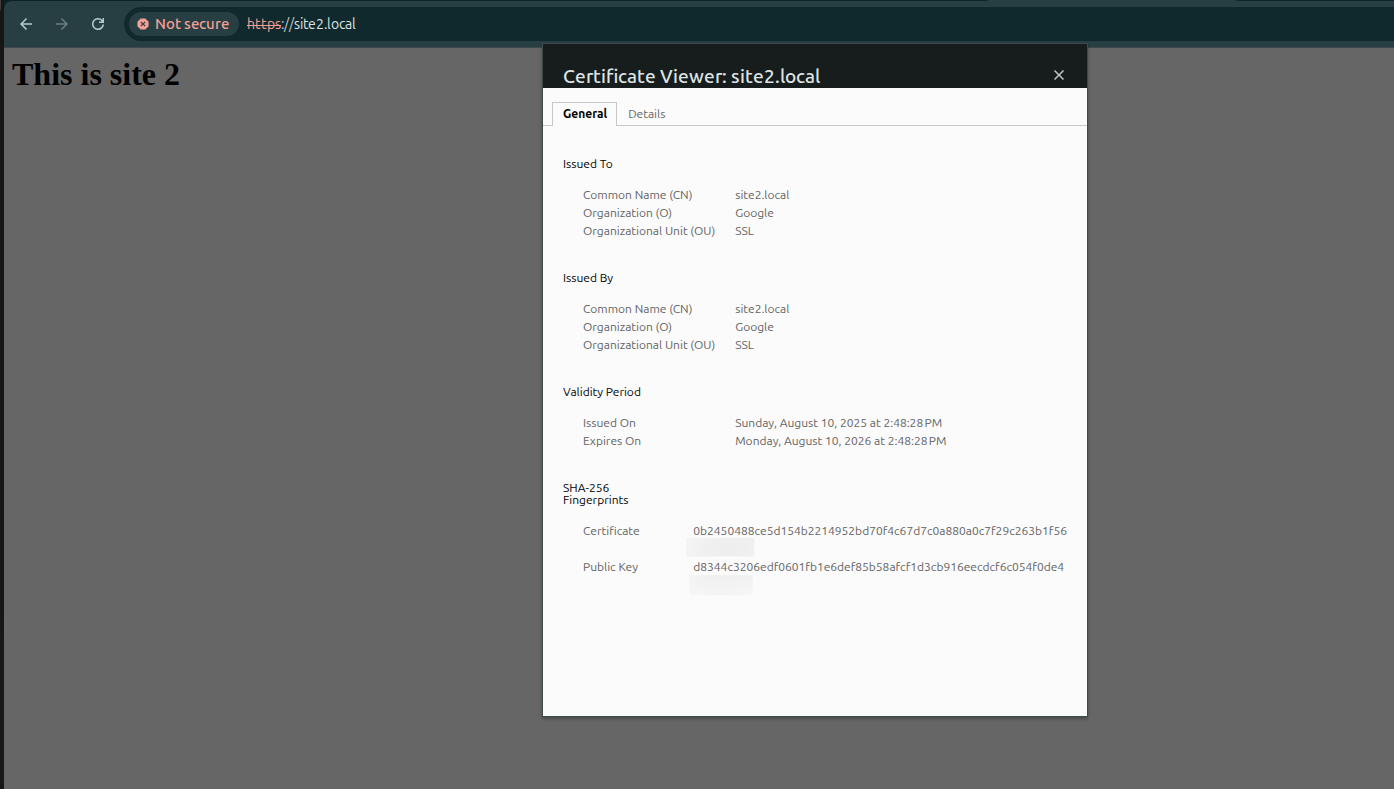 Not secure https://site2.local
This is site 2
Certificate Viewer: site2.local
General Details
Issued To
Common Name (CN) site2.local
Organization (O) Google
Organizational Unit (OU) SSL
Issued By
Common Name (CN) site2.local
Organization (O) Google
Organizational Unit (OU) SSL
Validity Period
Issued On Sunday, August 10, 2025 at 2:48:28 PM
Expires On Monday, August 10, 2026 at 2:48:28 PM
SHA-256
Fingerprints
Certificate 0b2450488ce5d154b2214952bd70f4c67d7c0a880a0c7f29c263b1f56
Public Key d8344c3206edf0601fb1e6def85b58afcf1d3cb916eecdcf6c054f0de4